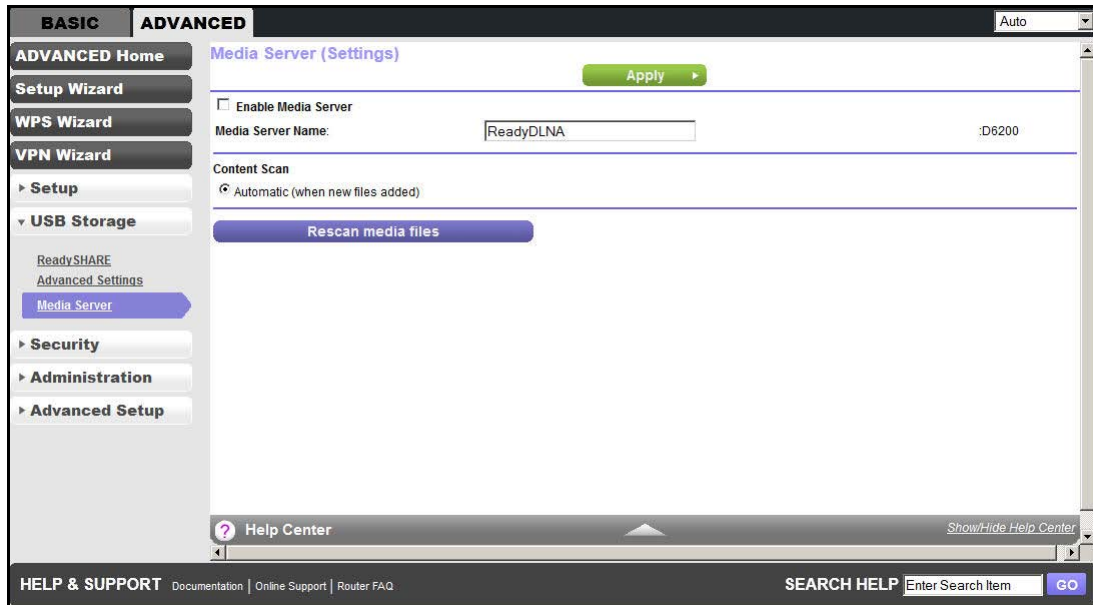 BASIC
ADVANCED
Auto
ADVANCED Home
Setup Wizard
WPS Wizard
VPN Wizard
Setup
USB Storage
ReadySHARE
Advanced Settings
Media Server
Security
Administration
Advanced Setup
Media Server (Settings)
Apply
Enable Media Server
Media Server Name: ReadyDLNA :D6200
Content Scan
Automatic (when new files added)
Rescan media files
? Help Center Show/Hide Help Center
HELP & SUPPORT Documentation | Online Support | Router FAQ SEARCH HELP Enter Search Item GO